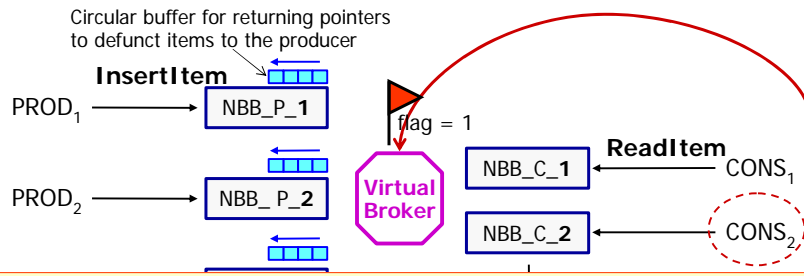 Circular buffer for returning pointers
to defunct items to the producer
InsertItem
PROD1
NBB_P_1
flag = 1
ReadItem
NBB_C_1
CONS1
PROD2
NBB_ P_2
Virtual
Broker
NBB_C_2
CONS2